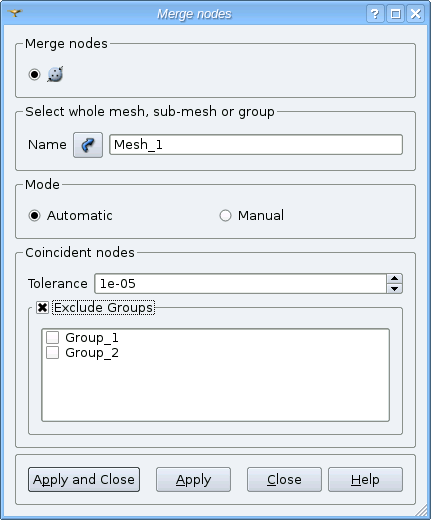 Merge nodes
Merge nodes
Select whole mesh, sub-mesh or group
Name Mesh_1
Mode
Automatic Manual
Coincident nodes
Tolerance 1e-05
Exclude Groups
Group_1
Group_2
Apply and Close Apply Close Help